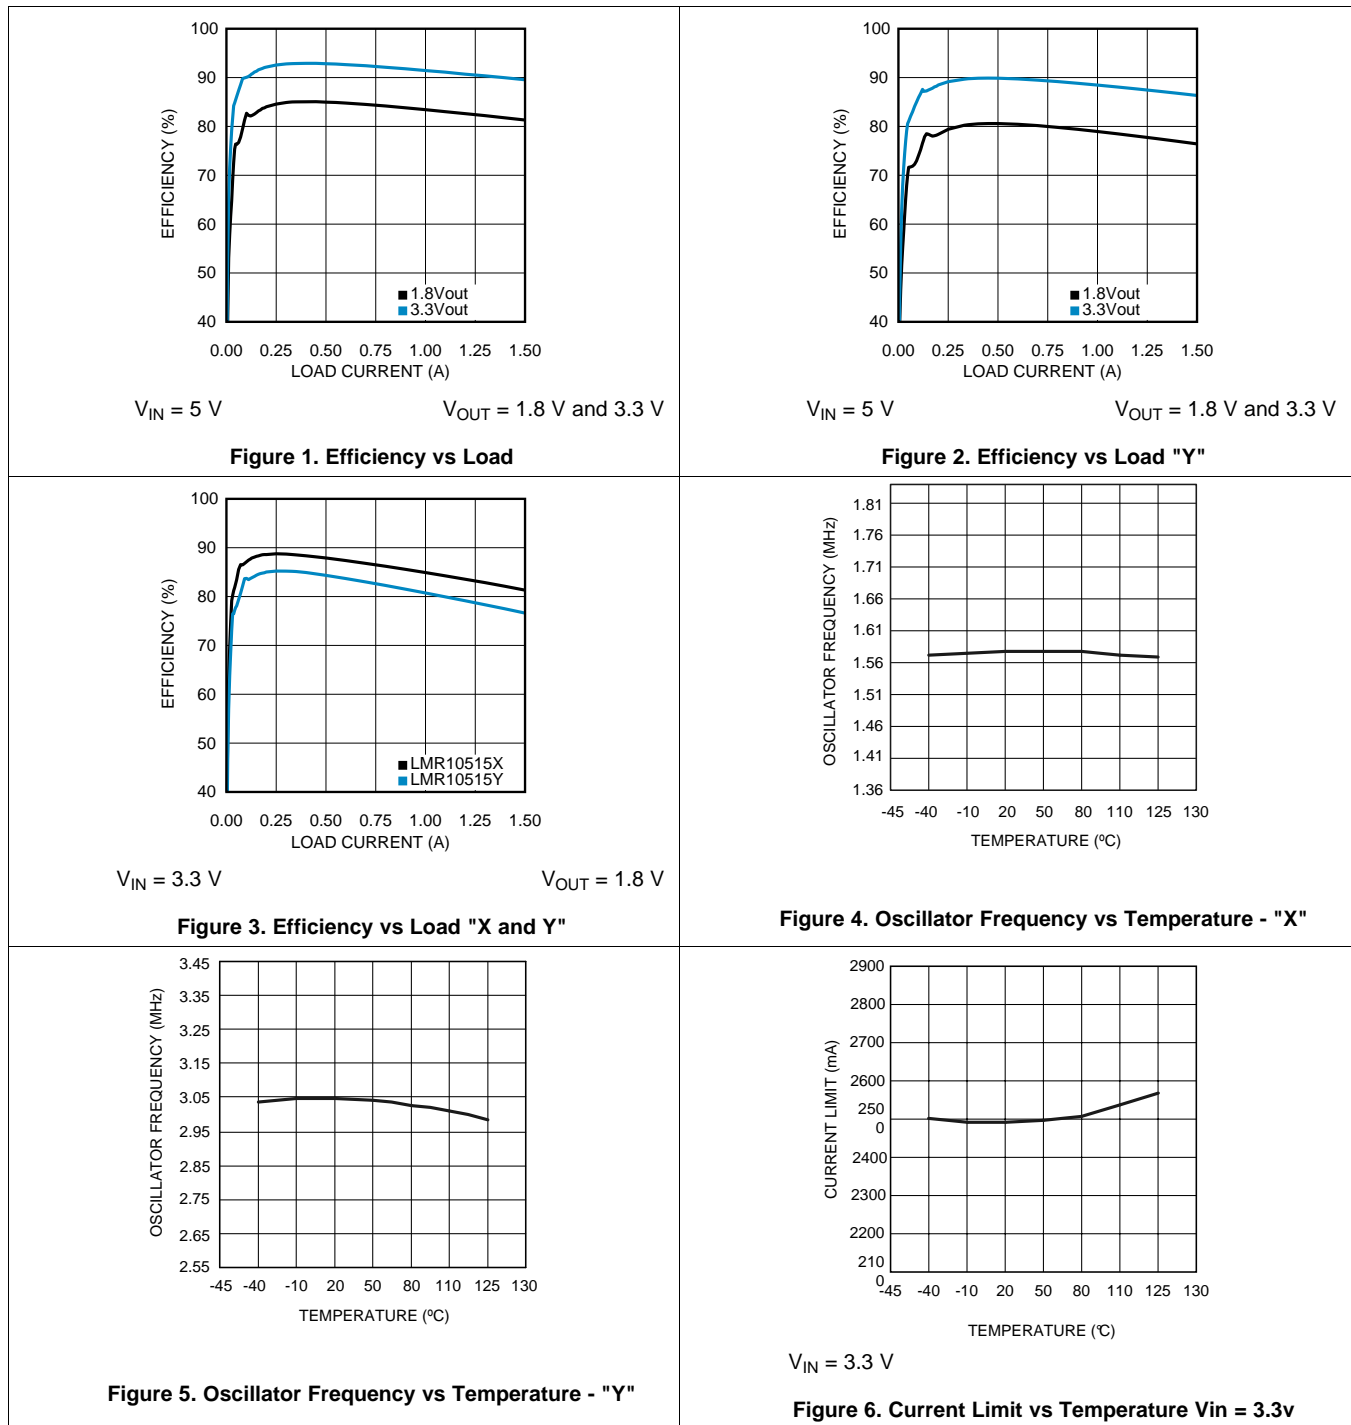 100
90
80
70
60
50
40
EFFICIENCY (%)
1.8Vout
3.3Vout
0.00 0.25 0.50 0.75 1.00 1.25 1.50
LOAD CURRENT (A)
VIN = 5 V VOUT = 1.8 V and 3.3 V
Figure 1. Efficiency vs Load
100
90
80
70
60
50
40
EFFICIENCY (%)
1.8Vout
3.3Vout
0.00 0.25 0.50 0.75 1.00 1.25 1.50
LOAD CURRENT (A)
VIN = 5 V VOUT = 1.8 V and 3.3 V
Figure 2. Efficiency vs Load "Y"
100
90
80
70
60
50
40
EFFICIENCY (%)
LMR10515X
LMR10515Y
0.00 0.25 0.50 0.75 1.00 1.25 1.50
LOAD CURRENT (A)
VIN = 3.3 V VOUT = 1.8 V
Figure 3. Efficiency vs Load "X and Y"
1.81
1.76
1.71
1.66
1.61
1.56
1.51
1.46
1.41
1.36
OSCILLATOR FREQUENCY (MHz)
-45 -40 -10 20 50 80 110 125 130
TEMPERATURE (ºC)
Figure 4. Oscillator Frequency vs Temperature - "X"
3.45
3.35
3.25
3.15
3.05
2.95
2.85
2.75
2.65
2.55
OSCILLATOR FREQUENCY (MHz)
-45 -40 -10 20 50 80 110 125 130
TEMPERATURE (ºC)
Figure 5. Oscillator Frequency vs Temperature - "Y"
2900
2800
2700
2600
250
0
2400
2300
2200
210
0
CURRENT LIMIT (mA)
-45 -40 -10 20 50 80 110 125 130
TEMPERATURE (°C)
VIN = 3.3 V
Figure 6. Current Limit vs Temperature Vin = 3.3v